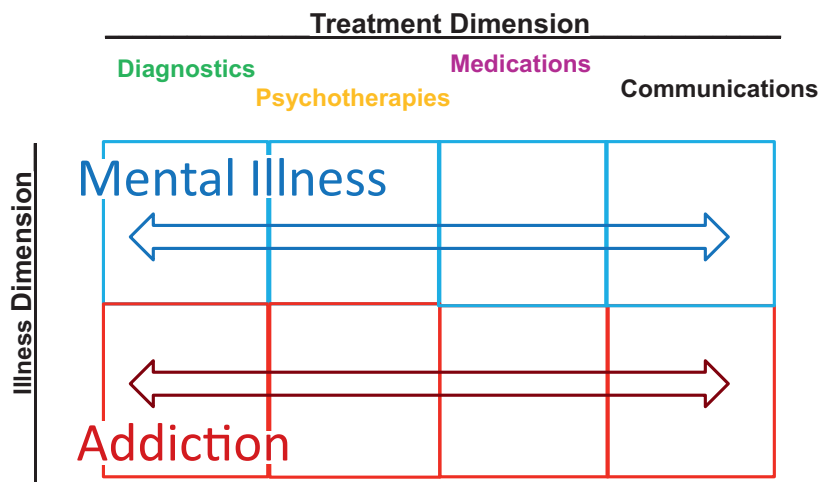 Treatment Dimension
Diagnostics
Psychotherapies
Medications
Communications
Illness Dimension
Mental Illness
Addiction